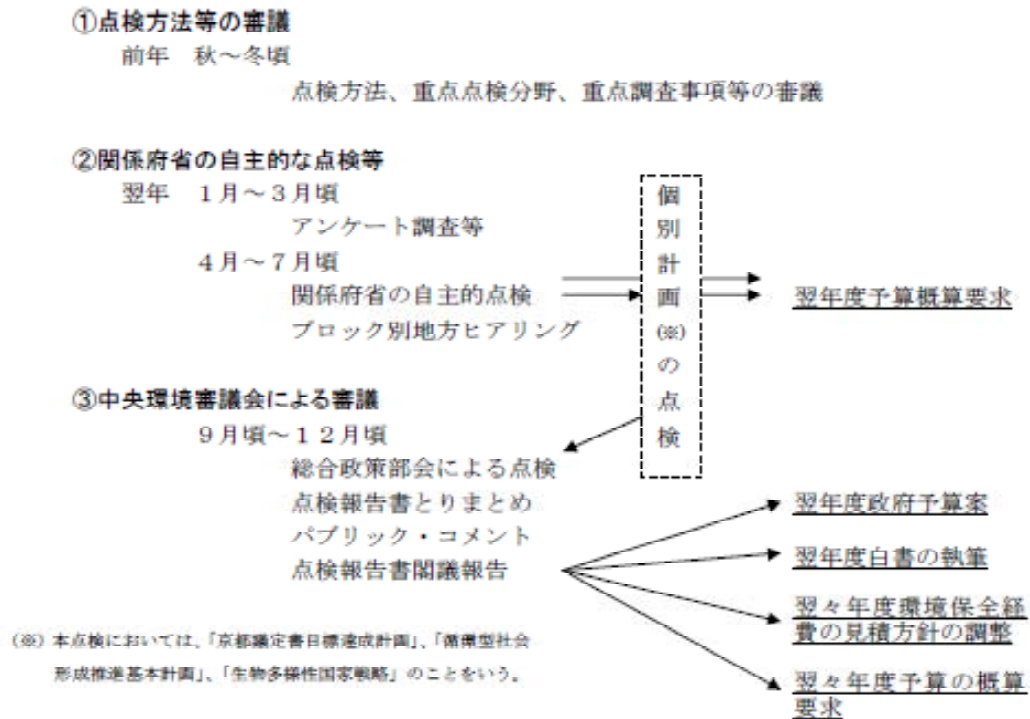 ①点検方法等の審議
前年　秋～冬頃
点検方法、重点点検分野、重点調査事項等の審議
②関係府省の自主的な点検等
翌年　１月～３月頃
アンケート調査等
４月～７月頃
関係府省の自主的点検
ブロック別地方ヒアリング
個別計画(※)の点検
翌年度予算概算要求
③中央環境審議会による審議
９月頃～１２月頃
総合政策部会による点検
点検報告書とりまとめ
パブリック・コメント
点検報告書閣議報告
翌年度政府予算案
翌年度白書の執筆
翌々年度環境保全経
費の見積方針の調整
翌々年度予算の概算
要求
(※) 本点検においては、「京都議定書目標達成計画」、「循環型社会
形成推進基本計画」、「生物多様性国家戦略」のことをいう。